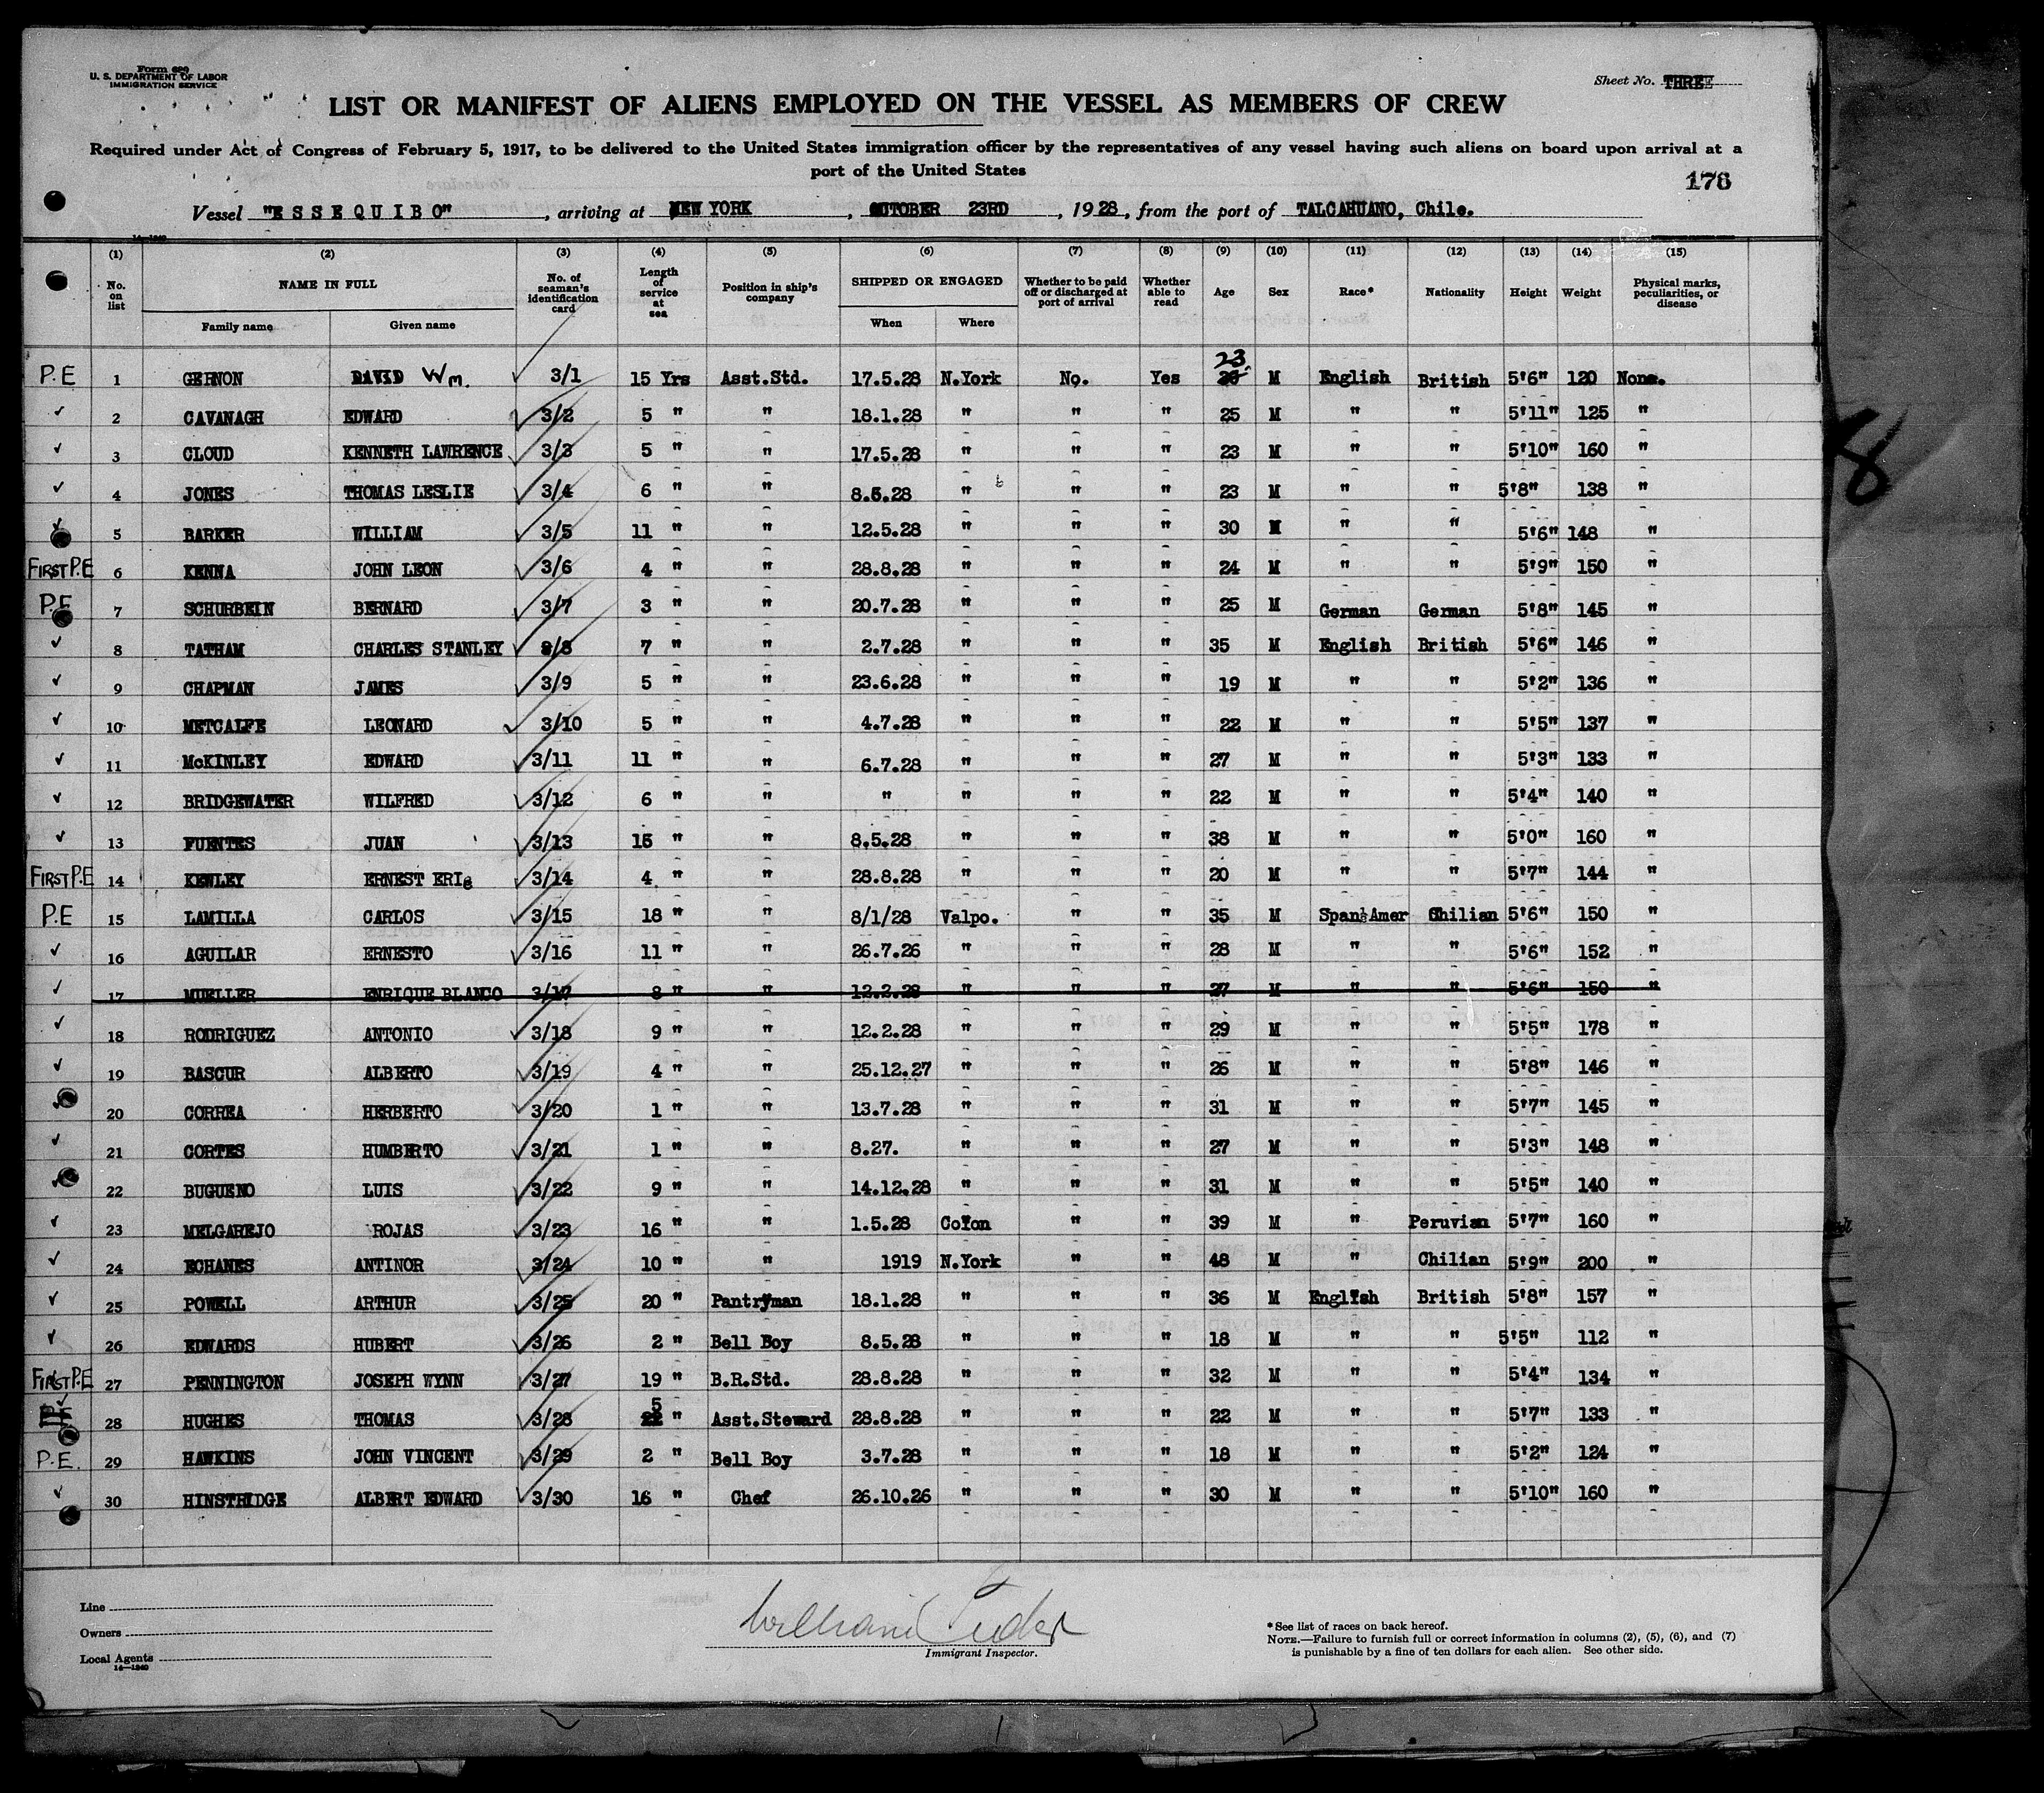 Form 689
U. S. DEPARTMENT OF LABOR
IMMIGRATION SERVICE
Sheet No. THREE
LIST OR MANIFEST OF ALIENS EMPLOYED ON THE VESSEL AS MEMBERS OF CREW
Required under Act of Congress of February 5, 1917, to be delivered to the United States immigration officer by the representatives of any vessel having such aliens on board upon arrival at a
port of the United States
176
Vessel "ESSEQUIBO", arriving at NEW YORK, OCTOBER 23RD, 1928, from the port of TALCAHUANO, Chile.
(1) (2) (3) (4) (5) (6) (7) (8) (9) (10) (11) (12) (13) (14) (15)
No. on list NAME IN FULL Family name Given name No. of seaman's identification card Length of service at sea Position in ship's company SHIPPED OR ENGAGED When Where Whether to be paid off or discharged at port of arrival Whether able to read Age Sex Race* Nationality Height Weight Physical marks, peculiarities, or disease
P.E 1 GERNON DAVID Wm. 3/1 15 Yrs Asst.Std. 17.5.28 N.York No. Yes 23 M English British 5'6" 120 None.
2 CAVANAGH EDWARD 3/2 5 " " 18.1.28 " " " 25 M " " 5'11" 125 "
3 CLOUD KENNETH LAWRENCE 3/3 5 " " 17.5.28 " " " 23 M " " 5'10" 160 "
4 JONES THOMAS LESLIE 3/4 6 " " 8.5.28 " " " 23 M " " 5'8" 138 "
5 BARKER WILLIAM 3/5 11 " " 12.5.28 " " " 30 M " " 5'6" 148 "
FIRST P.E 6 KENNA JOHN LEON 3/6 4 " " 28.8.28 " " " 24 M " " 5'9" 150 "
P.E 7 SCHURBEIN BERNARD 3/7 3 " " 20.7.28 " " " 25 M German German 5'8" 145 "
8 TATHAM CHARLES STANLEY 3/8 7 " " 2.7.28 " " " 35 M English British 5'6" 146 "
9 CHAPMAN JAMES 3/9 5 " " 23.6.28 " " " 19 M " " 5'2" 136 "
10 METCALFE LEONARD 3/10 5 " " 4.7.28 " " " 22 M " " 5'5" 137 "
11 McKINLEY EDWARD 3/11 11 " " 6.7.28 " " " 27 M " " 5'3" 133 "
12 BRIDGEWATER WILFRED 3/12 6 " " " " " " 22 M " " 5'4" 140 "
13 FUENTES JUAN 3/13 15 " " 8.5.28 " " " 38 M " " 5'0" 160 "
FIRST P.E 14 KEWLEY ERNEST ERIC 3/14 4 " " 28.8.28 " " " 20 M " " 5'7" 144 "
P.E 15 LAMILLA CARLOS 3/15 18 " " 8/1/28 Valpo. " " 35 M Span:Amer Chilian 5'6" 150 "
16 AGUILAR ERNESTO 3/16 11 " " 26.7.26 " " " 28 M " " 5'6" 152 "
17 MUELLER ENRIQUE BLANCO 3/17 8 " " 12.2.28 " " " 27 M " " 5'6" 150 "
18 RODRIGUEZ ANTONIO 3/18 9 " " 12.2.28 " " " 29 M " " 5'5" 178 "
19 BASCUR ALBERTO 3/19 4 " " 25.12.27 " " " 26 M " " 5'8" 146 "
20 CORREA HERBERTO 3/20 1 " " 13.7.28 " " " 31 M " " 5'7" 145 "
21 CORTES HUMBERTO 3/21 1 " " 8.27. " " " 27 M " " 5'3" 148 "
22 BUGUENO LUIS 3/22 9 " " 14.12.28 " " " 31 M " " 5'5" 140 "
23 MELGAREJO ROJAS 3/23 16 " " 1.5.28 Colon " " 39 M " Peruvian 5'7" 160 "
24 ECHANES ANTINOR 3/24 10 " " 1919 N.York " " 48 M " Chilian 5'9" 200 "
25 POWELL ARTHUR 3/25 20 " Pantryman 18.1.28 " " " 36 M English British 5'8" 157 "
26 EDWARDS HUBERT 3/26 2 " Bell Boy 8.5.28 " " " 18 M " " 5'5" 112 "
FIRST P.E 27 PENNINGTON JOSEPH WYNN 3/27 19 " B.R.Std. 28.8.28 " " " 32 M " " 5'4" 134 "
28 HUGHES THOMAS 3/28 5 " Asst.Steward 28.8.28 " " " 22 M " " 5'7" 133 "
P.E. 29 HAWKINS JOHN VINCENT 3/29 2 " Bell Boy 3.7.28 " " " 18 M " " 5'2" 124 "
30 HINSTRIDGE ALBERT EDWARD 3/30 16 " Chef 26.10.26 " " " 30 M " " 5'10" 160 "
8
Line
Owners
Local Agents
14—1240
William Tudor
Immigrant Inspector.
* See list of races on back hereof.
NOTE.—Failure to furnish full or correct information in columns (2), (5), (6), and (7)
is punishable by a fine of ten dollars for each alien. See other side.